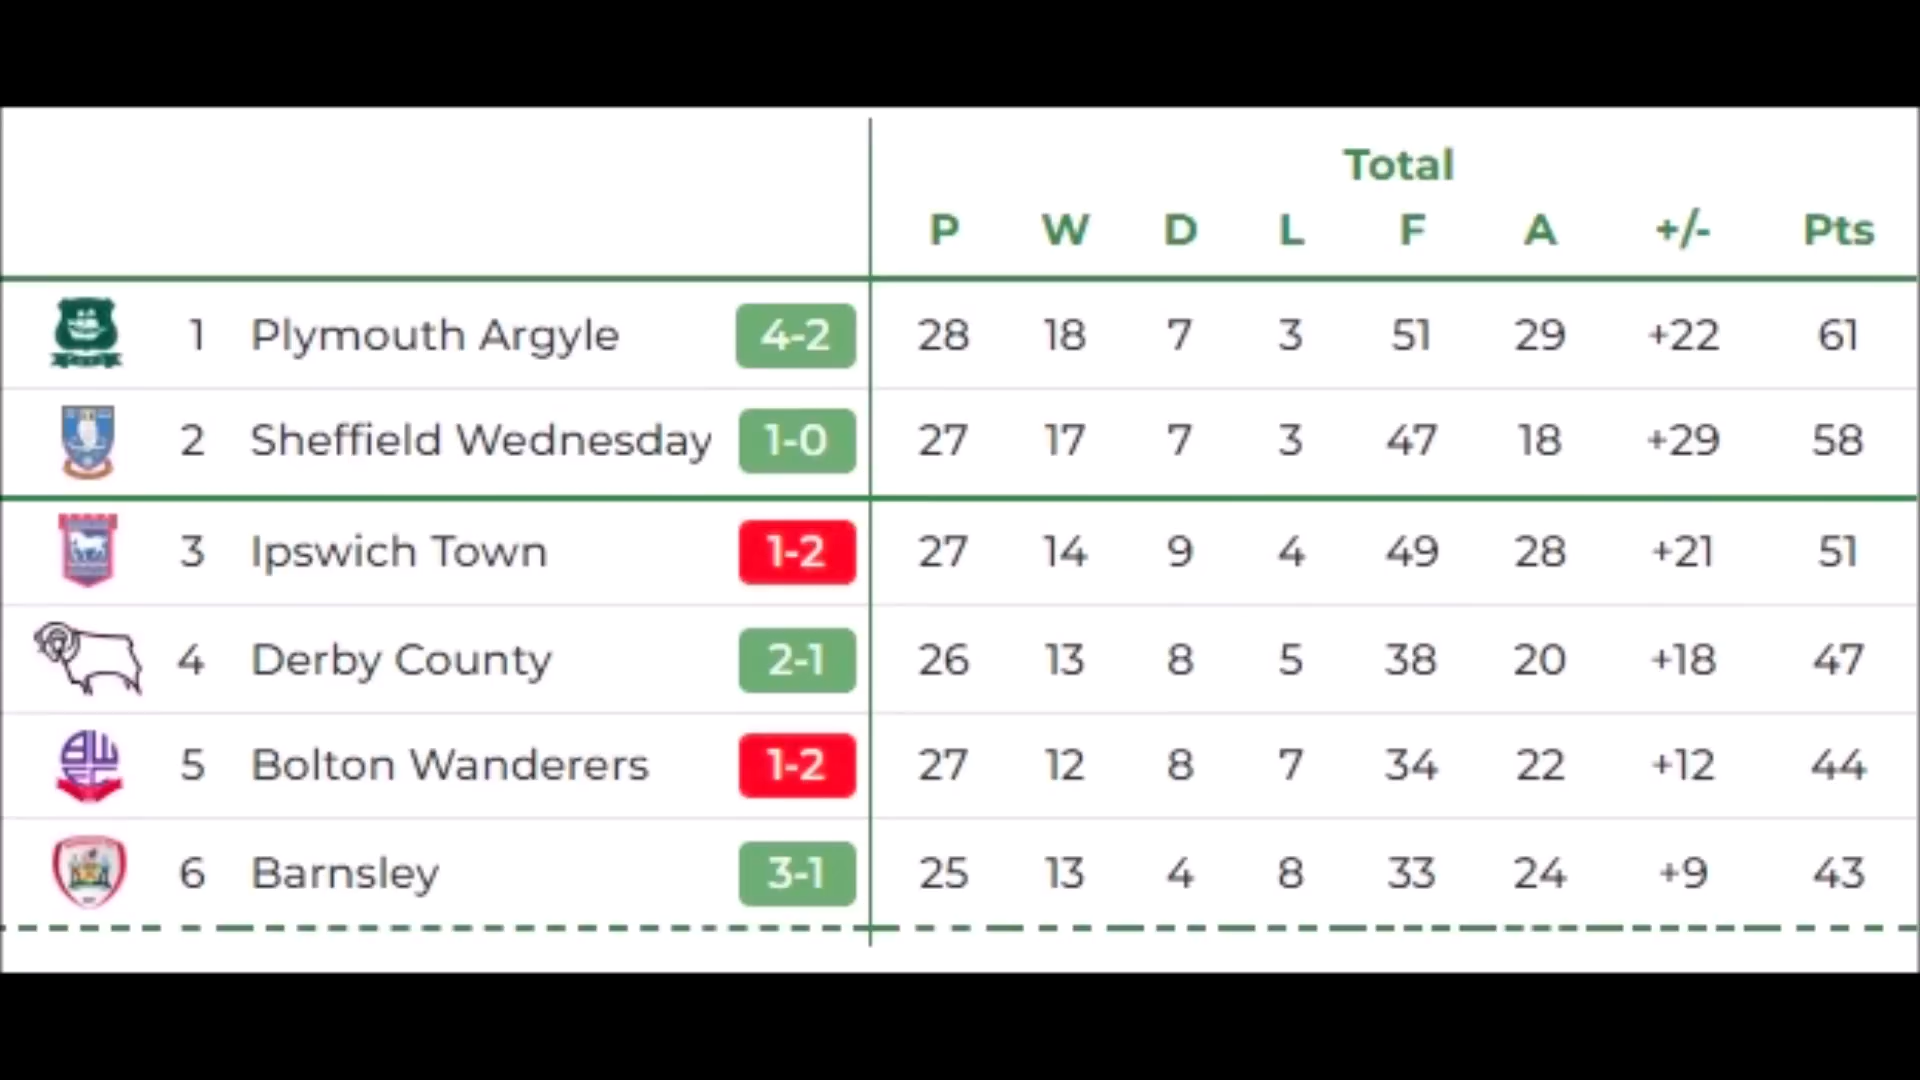 Total
P W D L F A +/- Pts
1 Plymouth Argyle 4-2 28 18 7 3 51 29 +22 61
2 Sheffield Wednesday 1-0 27 17 7 3 47 18 +29 58
3 Ipswich Town 1-2 27 14 9 4 49 28 +21 51
4 Derby County 2-1 26 13 8 5 38 20 +18 47
5 Bolton Wanderers 1-2 27 12 8 7 34 22 +12 44
6 Barnsley 3-1 25 13 4 8 33 24 +9 43